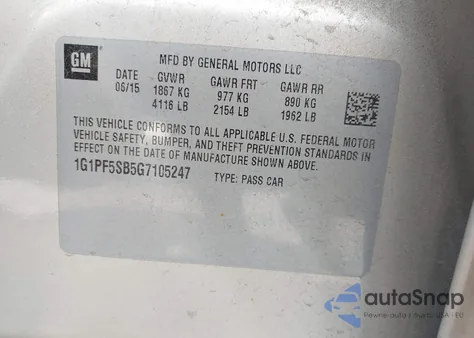 GM
MFD BY GENERAL MOTORS LLC
DATE GVWR GAWR FRT GAWR RR
06/15 1867 KG 977 KG 890 KG
4116 LB 2154 LB 1962 LB
THIS VEHICLE CONFORMS TO ALL APPLICABLE U.S. FEDERAL MOTOR
VEHICLE SAFETY, BUMPER, AND THEFT PREVENTION STANDARDS IN
EFFECT ON THE DATE OF MANUFACTURE SHOWN ABOVE.
1G1PF5SB5G7105247 TYPE: PASS CAR
autoSnap